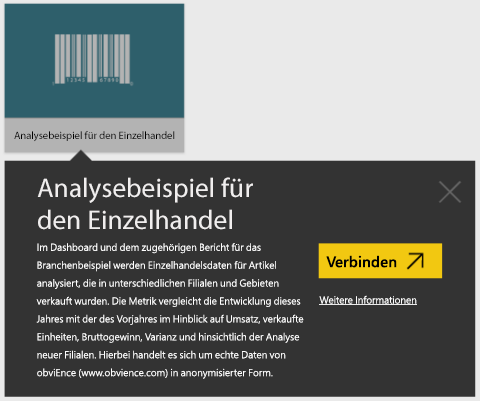 12345 67890
Analysebeispiel für den Einzelhandel
Analysebeispiel für
den Einzelhandel
Im Dashboard und dem zugehörigen Bericht für das
Branchenbeispiel werden Einzelhandelsdaten für Artikel
analysiert, die in unterschiedlichen Filialen und Gebieten
verkauft wurden. Die Metrik vergleicht die Entwicklung dieses
Jahres mit der des Vorjahres im Hinblick auf Umsatz, verkaufte
Einheiten, Bruttogewinn, Varianz und hinsichtlich der Analyse
neuer Filialen. Hierbei handelt es sich um echte Daten von
obviEnce (www.obvience.com) in anonymisierter Form.
Verbinden
Weitere Informationen